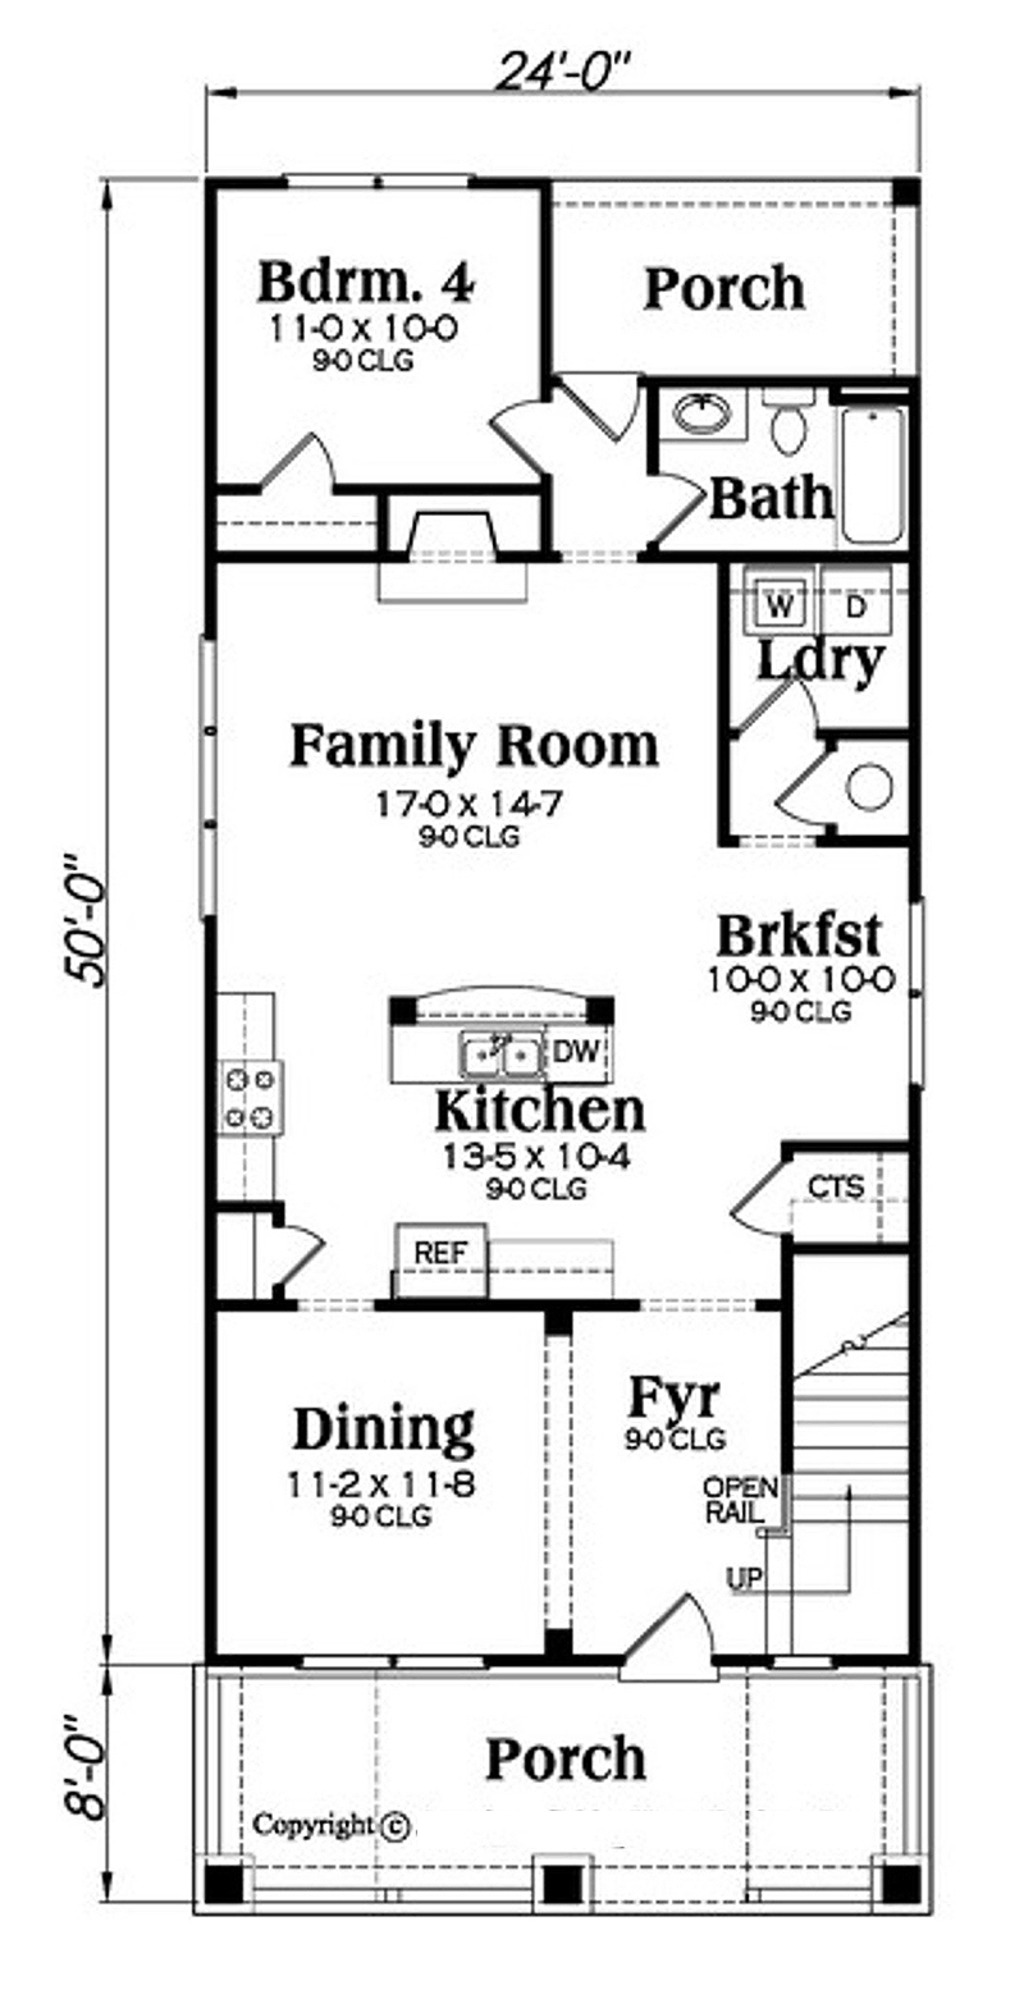 24'-0"
Bdrm. 4
11-0 x 10-0
9-0 CLG
Porch
Bath
W
D
Ldry
Family Room
17-0 x 14-7
9-0 CLG
50'-0"
Brkfst
10-0 x 10-0
9-0 CLG
DW
Kitchen
13-5 x 10-4
9-0 CLG
CTS
REF
Dining
11-2 x 11-8
9-0 CLG
Fyr
9-0 CLG
OPEN
RAIL
UP
8'-0"
Porch
Copyright ©